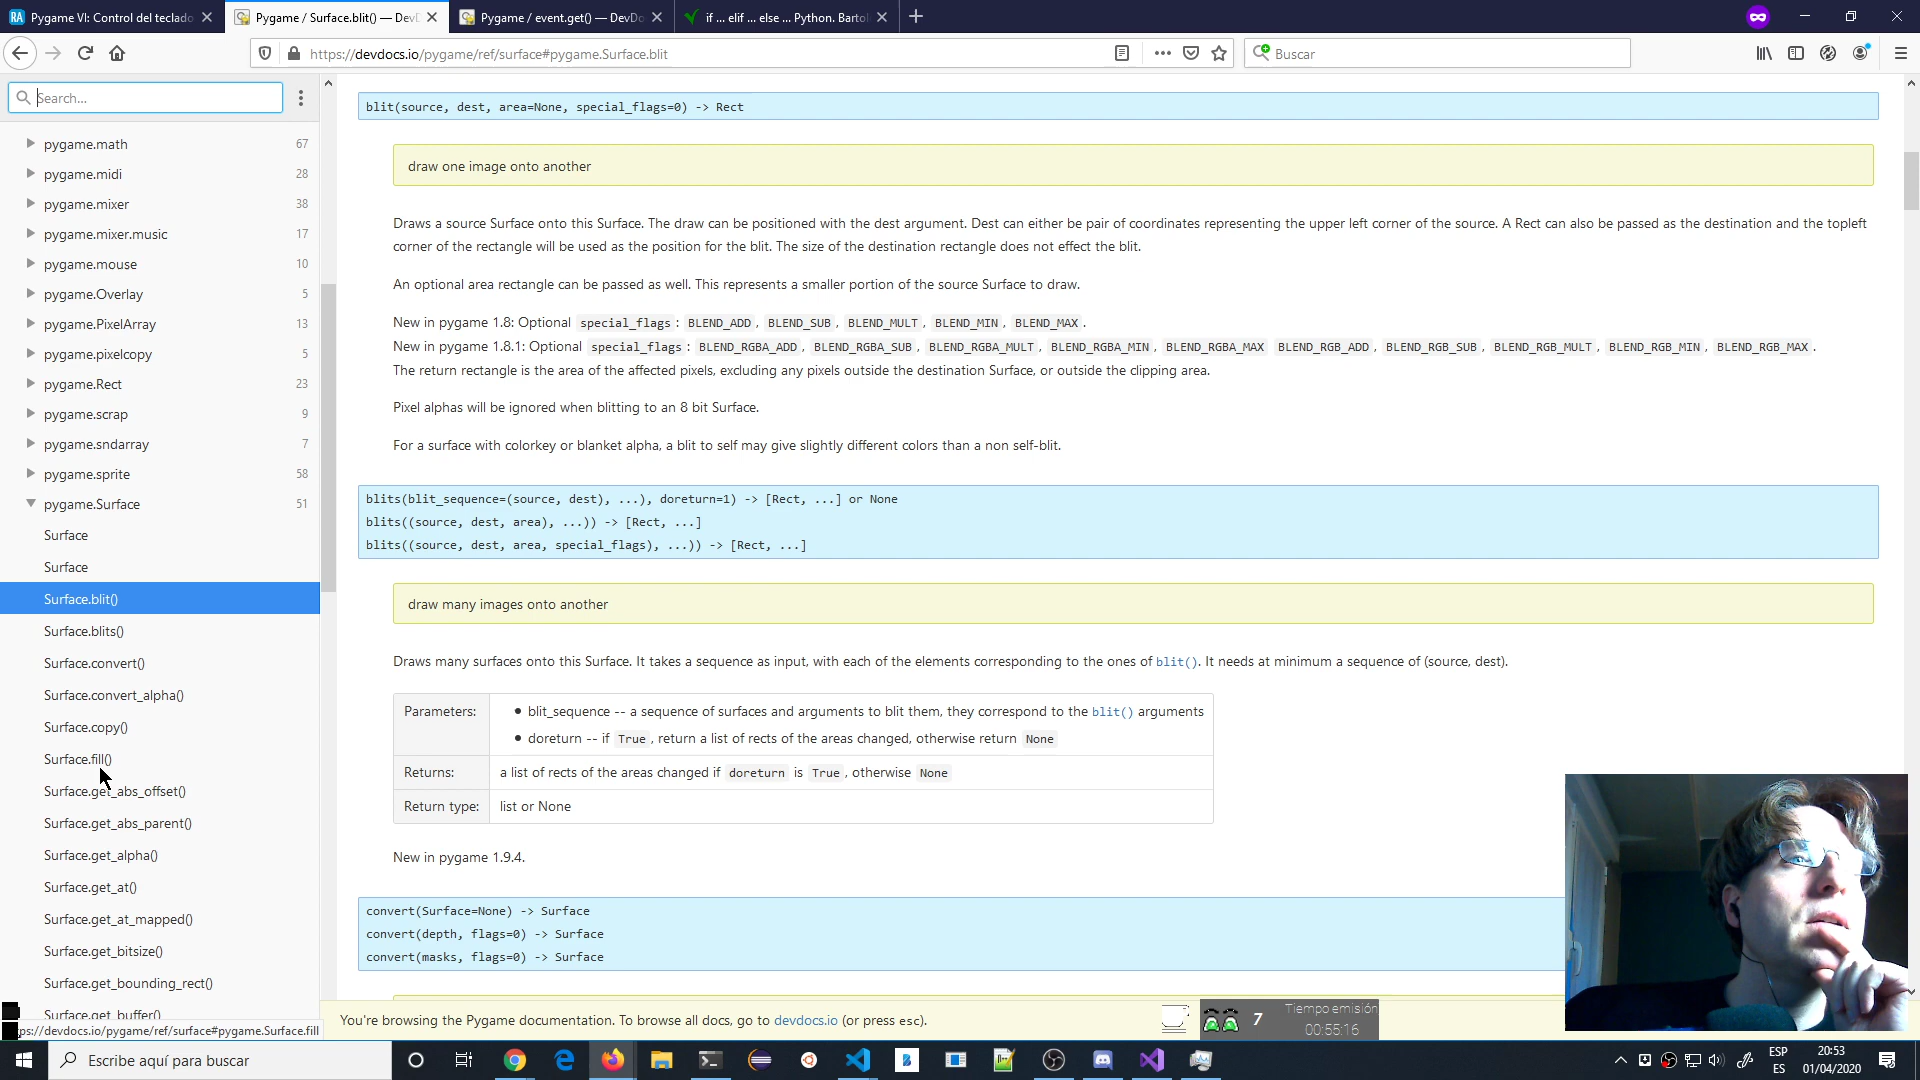 Pygame VI: Control del teclado
Pygame / Surface.blit() — DevD
Pygame / event.get() — DevDo
if ... elif ... else ... Python. Bartol
https://devdocs.io/pygame/ref/surface#pygame.Surface.blit
Buscar
Search...
pygame.math 67
pygame.midi 28
pygame.mixer 38
pygame.mixer.music 17
pygame.mouse 10
pygame.Overlay 5
pygame.PixelArray 13
pygame.pixelcopy 5
pygame.Rect 23
pygame.scrap 9
pygame.sndarray 7
pygame.sprite 58
pygame.Surface 51
Surface
Surface
Surface.blit()
Surface.blits()
Surface.convert()
Surface.convert_alpha()
Surface.copy()
Surface.fill()
Surface.get_abs_offset()
Surface.get_abs_parent()
Surface.get_alpha()
Surface.get_at()
Surface.get_at_mapped()
Surface.get_bitsize()
Surface.get_bounding_rect()
Surface.get_buffer()
ps://devdocs.io/pygame/ref/surface#pygame.Surface.fill
blit(source, dest, area=None, special_flags=0) -> Rect
draw one image onto another
Draws a source Surface onto this Surface. The draw can be positioned with the dest argument. Dest can either be pair of coordinates representing the upper left corner of the source. A Rect can also be passed as the destination and the topleft
corner of the rectangle will be used as the position for the blit. The size of the destination rectangle does not effect the blit.
An optional area rectangle can be passed as well. This represents a smaller portion of the source Surface to draw.
New in pygame 1.8: Optional special_flags: BLEND_ADD, BLEND_SUB, BLEND_MULT, BLEND_MIN, BLEND_MAX.
New in pygame 1.8.1: Optional special_flags: BLEND_RGBA_ADD, BLEND_RGBA_SUB, BLEND_RGBA_MULT, BLEND_RGBA_MIN, BLEND_RGBA_MAX BLEND_RGB_ADD, BLEND_RGB_SUB, BLEND_RGB_MULT, BLEND_RGB_MIN, BLEND_RGB_MAX.
The return rectangle is the area of the affected pixels, excluding any pixels outside the destination Surface, or outside the clipping area.
Pixel alphas will be ignored when blitting to an 8 bit Surface.
For a surface with colorkey or blanket alpha, a blit to self may give slightly different colors than a non self-blit.
blits(blit_sequence=(source, dest), ...), doreturn=1) -> [Rect, ...] or None
blits((source, dest, area), ...)) -> [Rect, ...]
blits((source, dest, area, special_flags), ...)) -> [Rect, ...]
draw many images onto another
Draws many surfaces onto this Surface. It takes a sequence as input, with each of the elements corresponding to the ones of blit(). It needs at minimum a sequence of (source, dest).
Parameters:
• blit_sequence -- a sequence of surfaces and arguments to blit them, they correspond to the blit() arguments
• doreturn -- if True, return a list of rects of the areas changed, otherwise return None
Returns: a list of rects of the areas changed if doreturn is True, otherwise None
Return type: list or None
New in pygame 1.9.4.
convert(Surface=None) -> Surface
convert(depth, flags=0) -> Surface
convert(masks, flags=0) -> Surface
You're browsing the Pygame documentation. To browse all docs, go to devdocs.io (or press esc).
7
Tiempo emisión
00:55:16
Escribe aquí para buscar
ESP
ES
20:53
01/04/2020